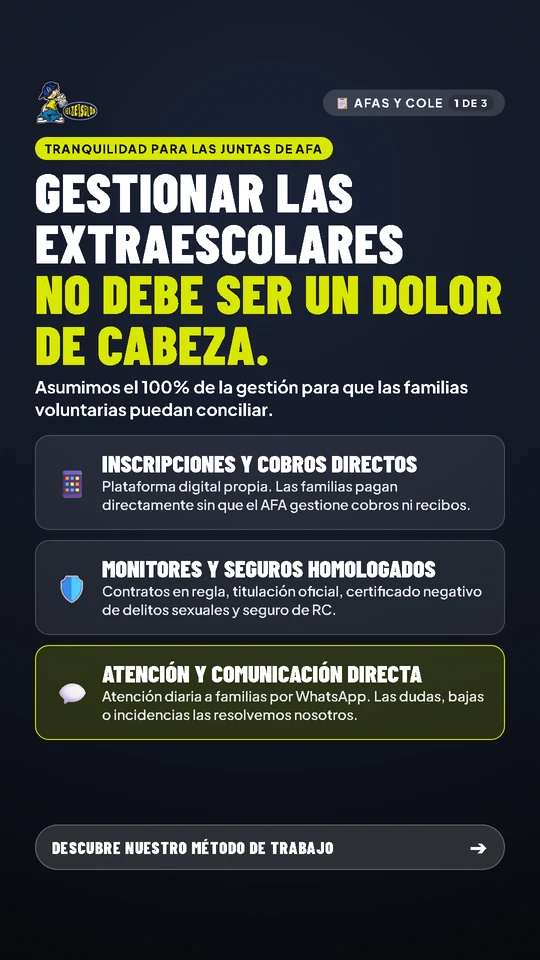 AFAS Y COLE 1 DE 3
TRANQUILIDAD PARA LAS JUNTAS DE AFA
GESTIONAR LAS
EXTRAESCOLARES
NO DEBE SER UN DOLOR
DE CABEZA.
Asumimos el 100% de la gestión para que las familias
voluntarias puedan conciliar.
INSCRIPCIONES Y COBROS DIRECTOS
Plataforma digital propia. Las familias pagan
directamente sin que el AFA gestione cobros ni recibos.
MONITORES Y SEGUROS HOMOLOGADOS
Contratos en regla, titulación oficial, certificado negativo
de delitos sexuales y seguro de RC.
ATENCIÓN Y COMUNICACIÓN DIRECTA
Atención diaria a familias por WhatsApp. Las dudas, bajas
o incidencias las resolvemos nosotros.
DESCUBRE NUESTRO MÉTODO DE TRABAJO →